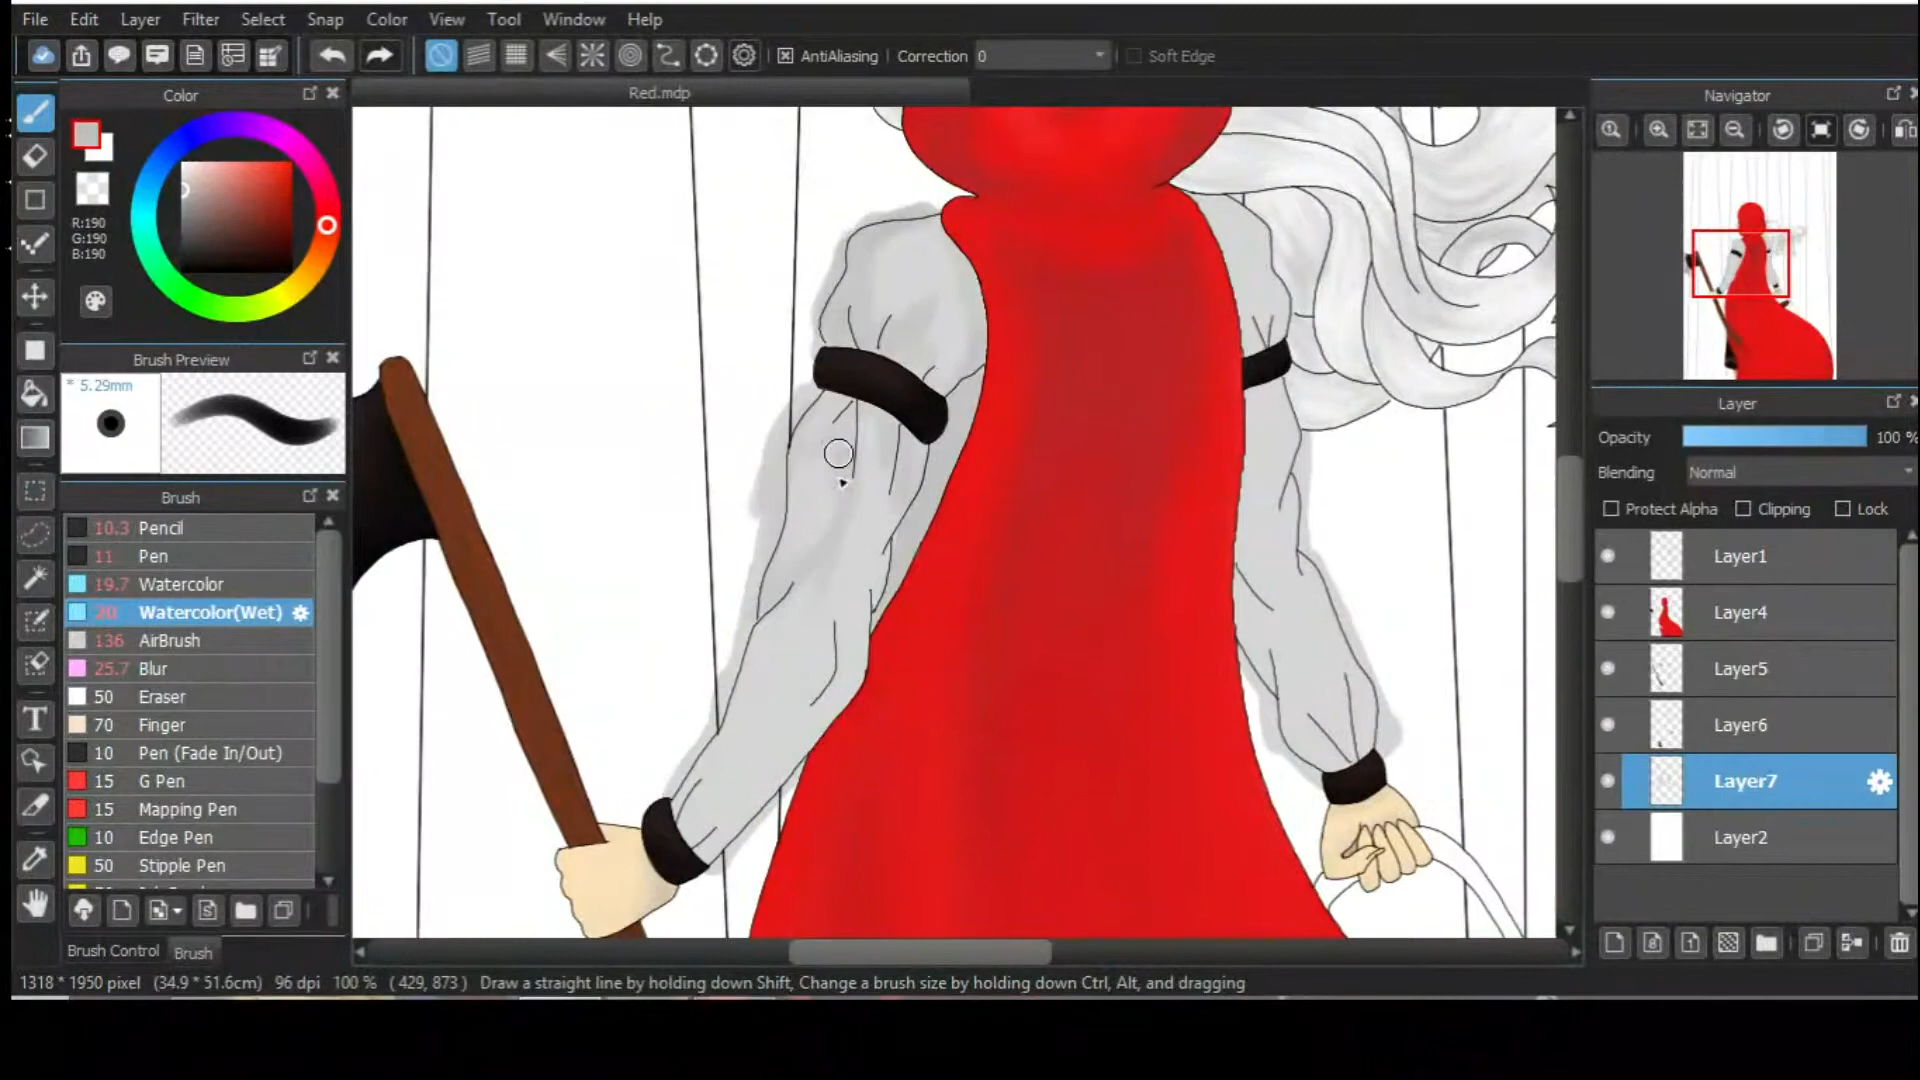 File Edit Layer Filter Select Snap Color View Tool Window Help
AntiAliasing Correction 0 Soft Edge
Color
Red.mdp
Navigator
R:190
G:190
B:190
Brush Preview
* 5.29mm
Brush
10.3 Pencil
11 Pen
19.7 Watercolor
20 Watercolor(Wet)
136 AirBrush
25.7 Blur
50 Eraser
70 Finger
10 Pen (Fade In/Out)
15 G Pen
15 Mapping Pen
10 Edge Pen
50 Stipple Pen
Brush Control Brush
Layer
Opacity 100 %
Blending Normal
Protect Alpha Clipping Lock
Layer1
Layer4
Layer5
Layer6
Layer7
Layer2
1318 * 1950 pixel (34.9 * 51.6cm) 96 dpi 100 % ( 429, 873 ) Draw a straight line by holding down Shift, Change a brush size by holding down Ctrl, Alt, and dragging